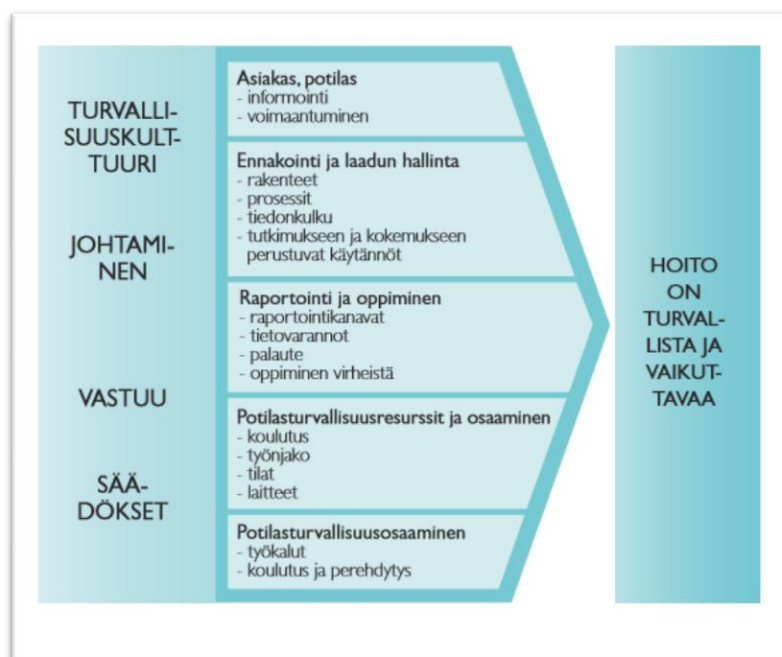 TURVALLI-
SUUSKULT-
TUURI
JOHTAMI-
NEN
VASTUU
SÄÄ-
DÖKSET
Asiakas, potilas
- informointi
- voimaantuminen
Ennakointi ja laadun hallinta
- rakenteet
- prosessit
- tiedonkulku
- tutkimukseen ja kokemukseen
perustuvat käytännöt
Raportointi ja oppiminen
- raportointikanavat
- tietovarannot
- palaute
- oppiminen virheistä
Potilasturvallisuusresurssit ja osaaminen
- koulutus
- työnjako
- tilat
- laitteet
Potilasturvallisuusosaaminen
- työkalut
- koulutus ja perehdytys
HOITO
ON
TURVAL-
LISTA JA
VAIKUT-
TAVAA